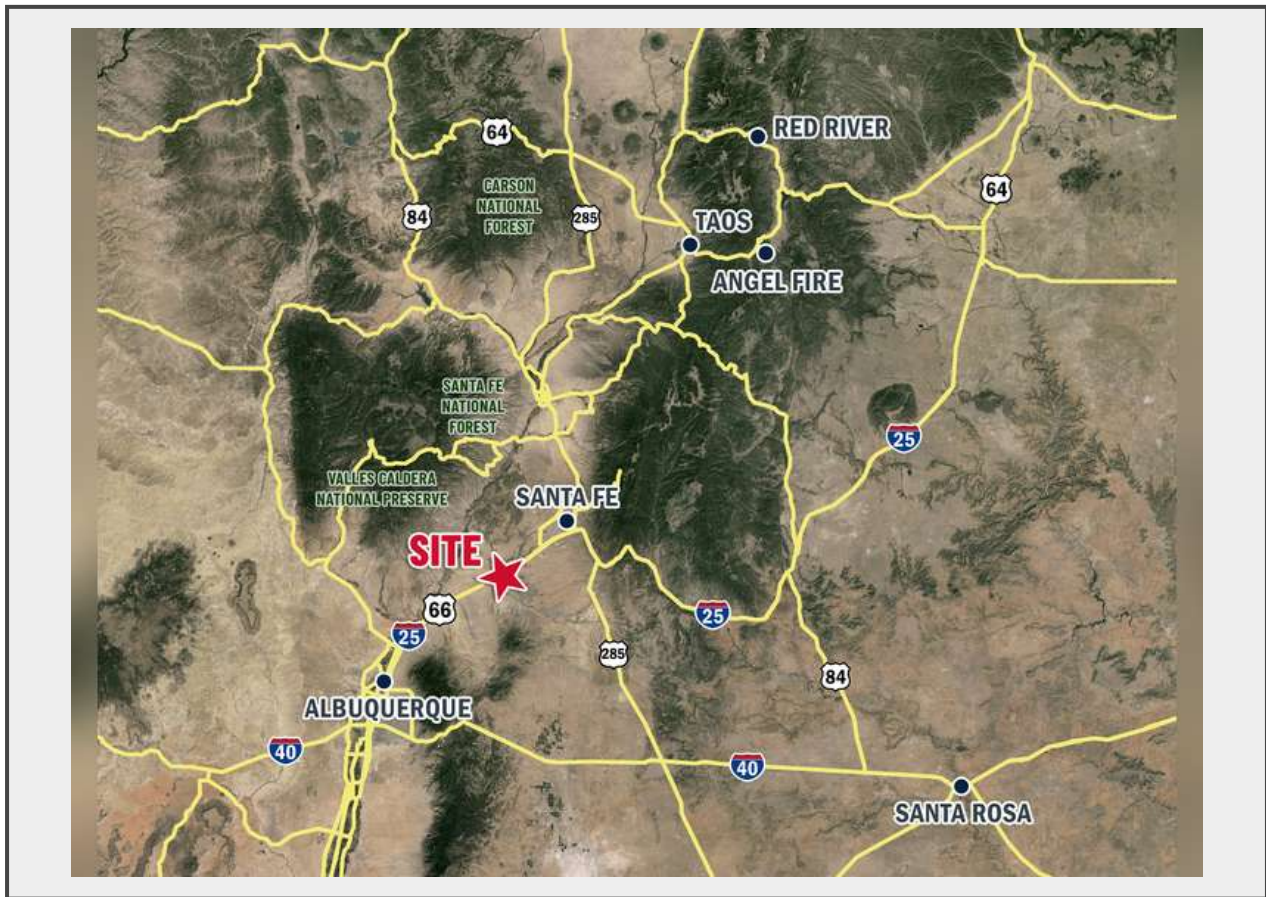 RED RIVER
64
CARSON
NATIONAL
FOREST
64
84
285
TAOS
ANGEL FIRE
SANTA FE
NATIONAL
FOREST
25
VALLES CALDERA
NATIONAL PRESERVE
SANTA FE
SITE
66
25
25
285
84
ALBUQUERQUE
40
40
SANTA ROSA